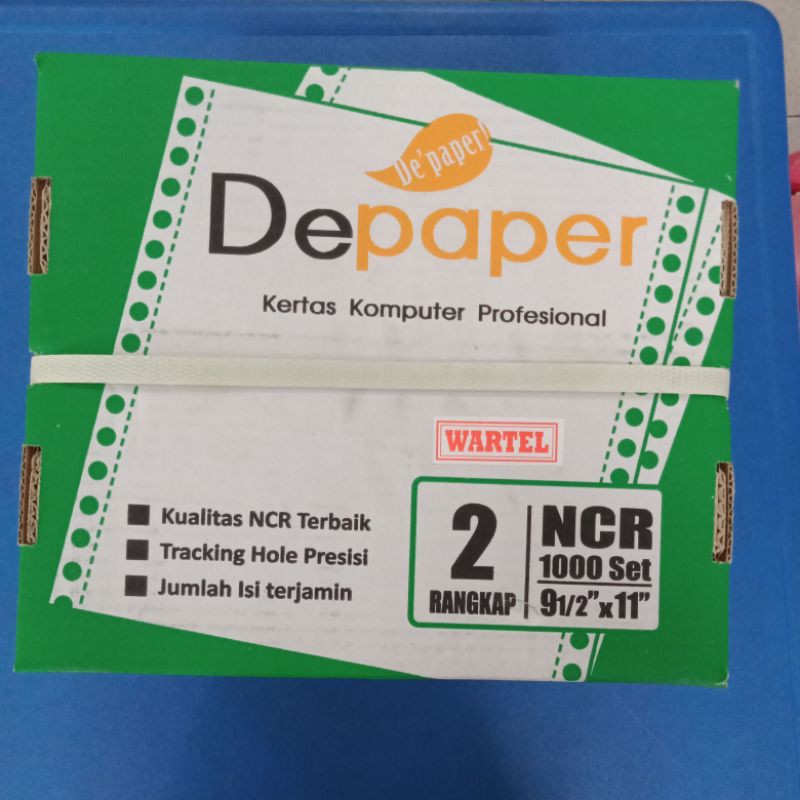 De'paper!
Depaper
Kertas Komputer Profesional
WARTEL
Kualitas NCR Terbaik
Tracking Hole Presisi
Jumlah Isi terjamin
2
RANGKAP
NCR
1000 Set
9 1/2"x11"